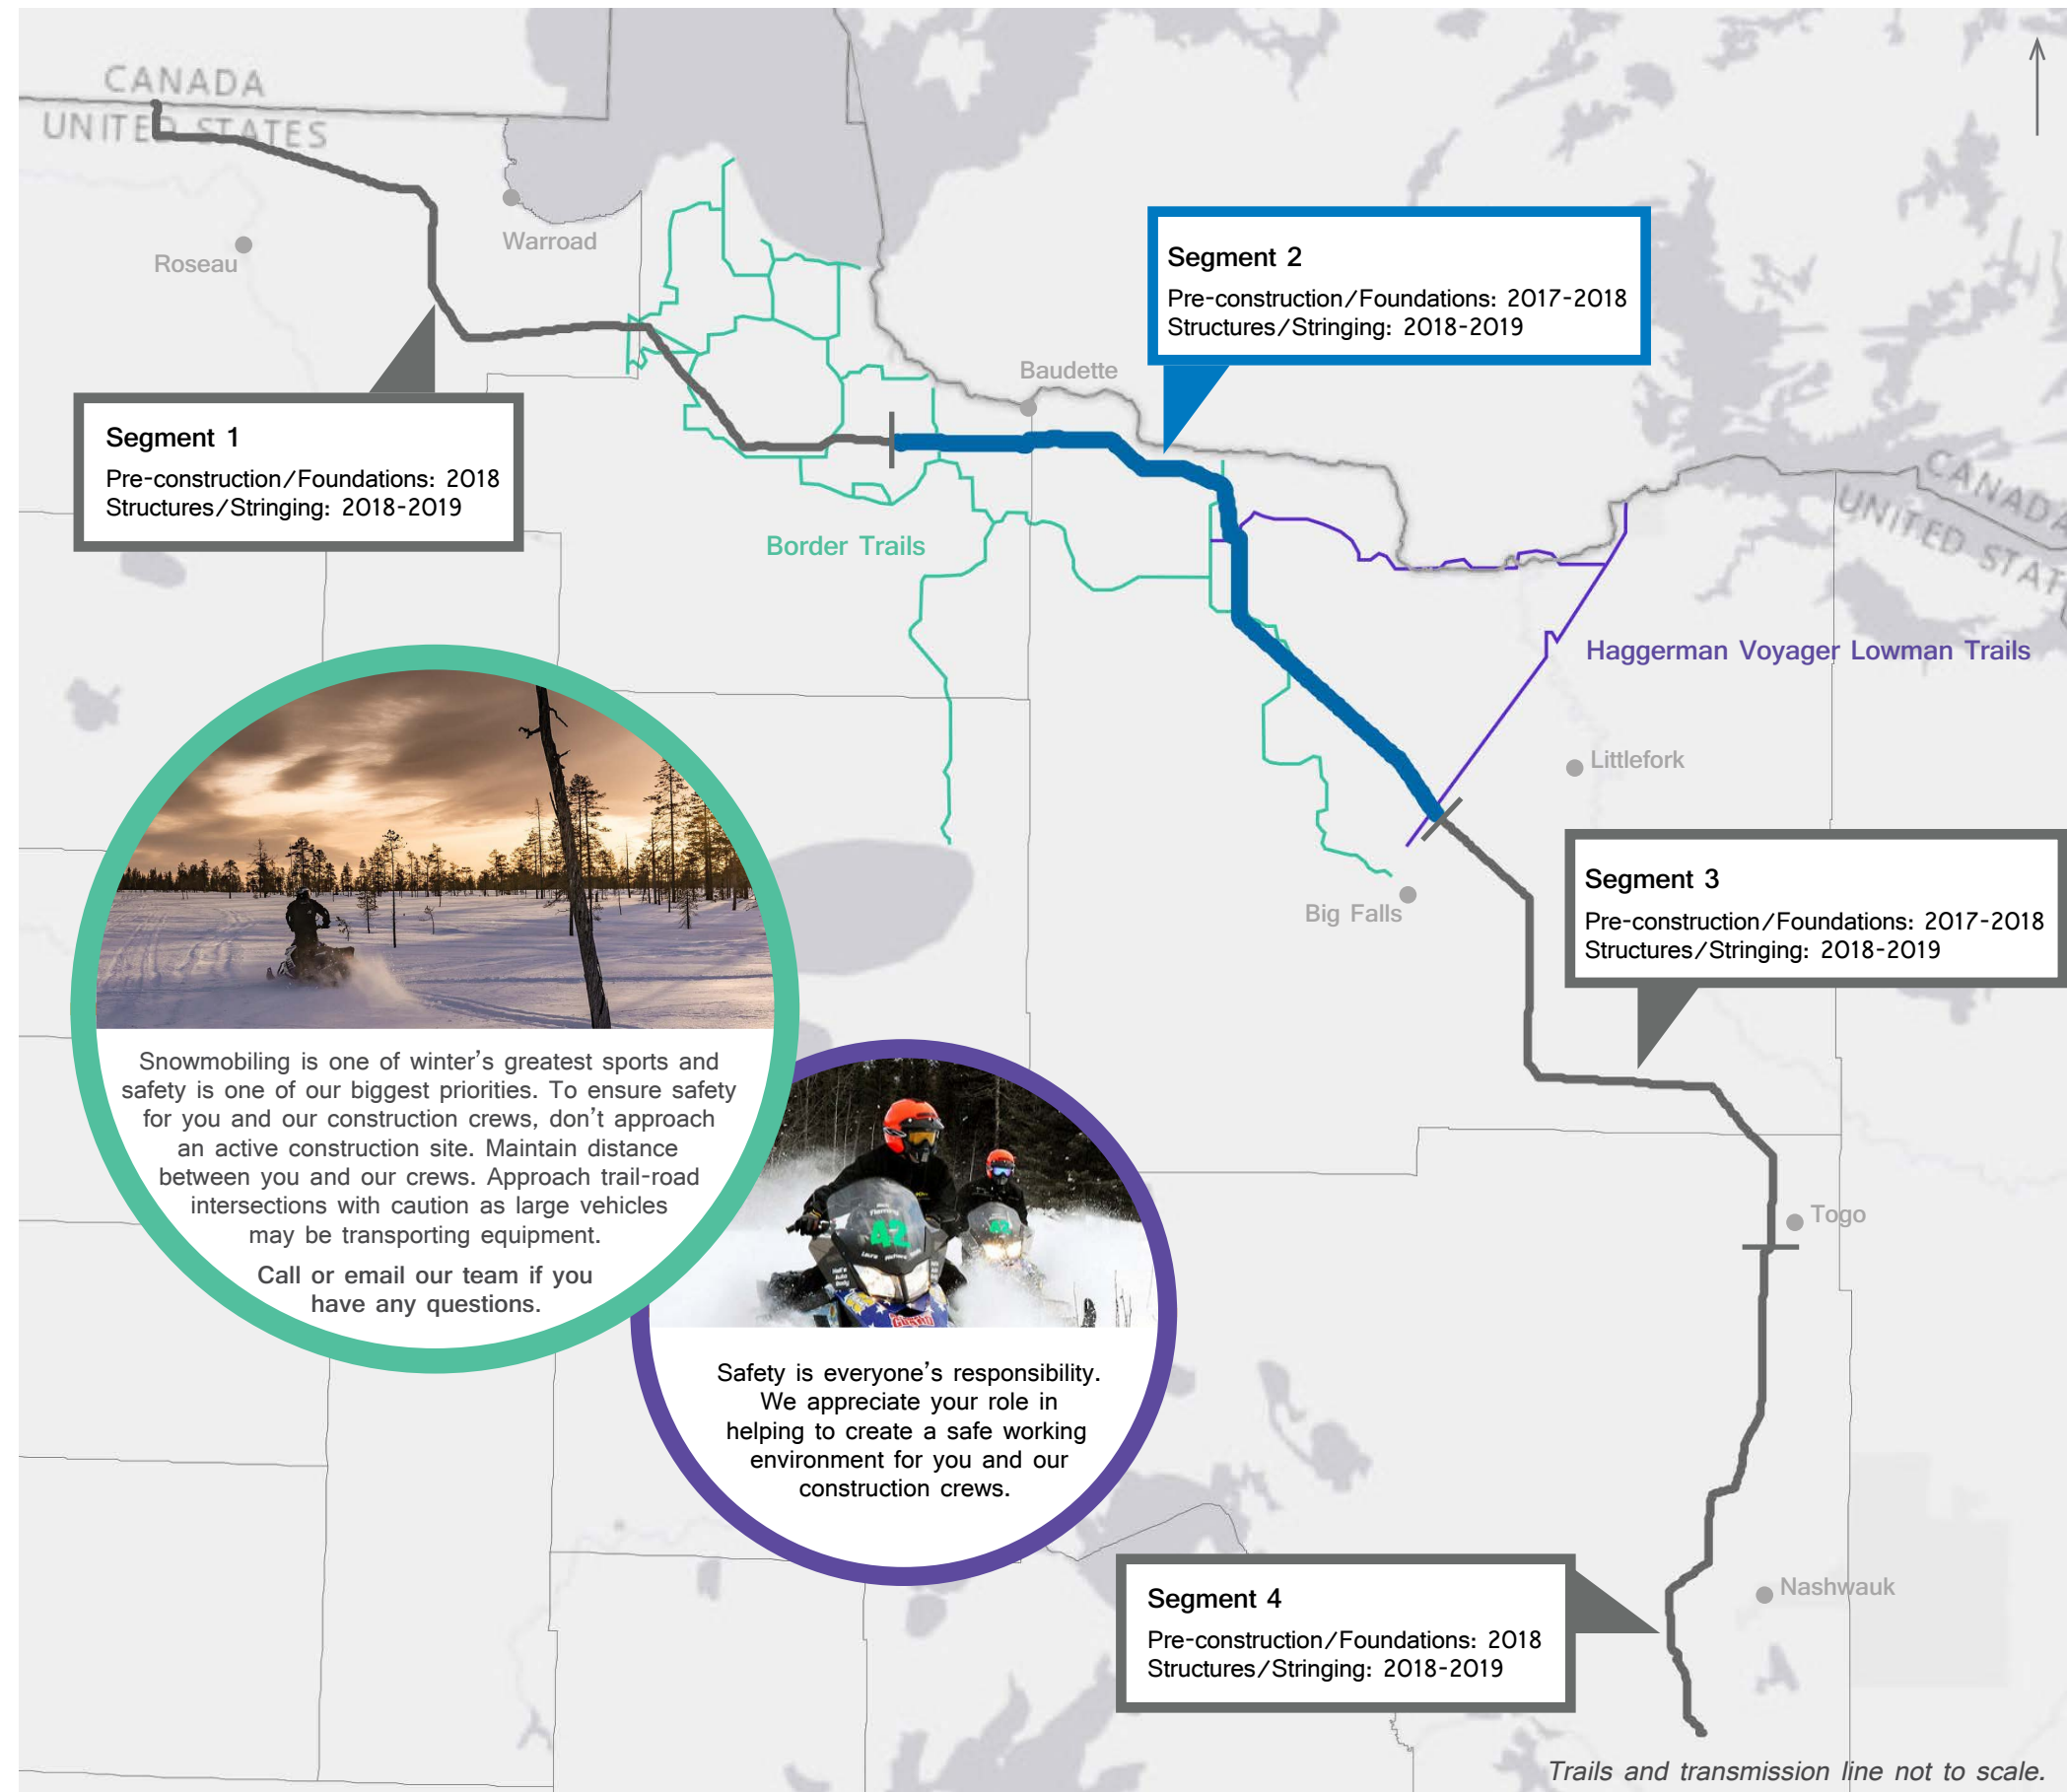 CANADA
UNITED STATES
Warroad
Roseau
Segment 2
Pre-construction/Foundations: 2017-2018
Structures/Stringing: 2018-2019
Baudette
Segment 1
Pre-construction/Foundations: 2018
Structures/Stringing: 2018-2019
CANADA
UNITED STAT
Border Trails
Haggerman Voyager Lowman Trails
Littlefork
Big Falls
Segment 3
Pre-construction/Foundations: 2017-2018
Structures/Stringing: 2018-2019
Snowmobiling is one of winter's greatest sports and
safety is one of our biggest priorities. To ensure safety
for you and our construction crews, don't approach
an active construction site. Maintain distance
between you and our crews. Approach trail-road
intersections with caution as large vehicles
may be transporting equipment.
Call or email our team if you
have any questions.
42
42
Togo
Safety is everyone's responsibility.
We appreciate your role in
helping to create a safe working
environment for you and our
construction crews.
Segment 4
Pre-construction/Foundations: 2018
Structures/Stringing: 2018-2019
Nashwauk
Trails and transmission line not to scale.